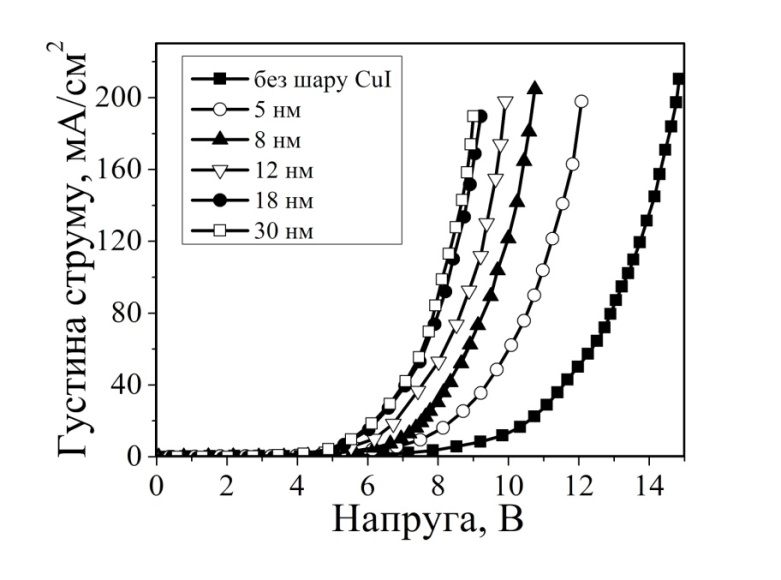 Густина струму, мА/см²
200
160
120
80
40
0
без шару CuI
5 нм
8 нм
12 нм
18 нм
30 нм
0 2 4 6 8 10 12 14
Напруга, В